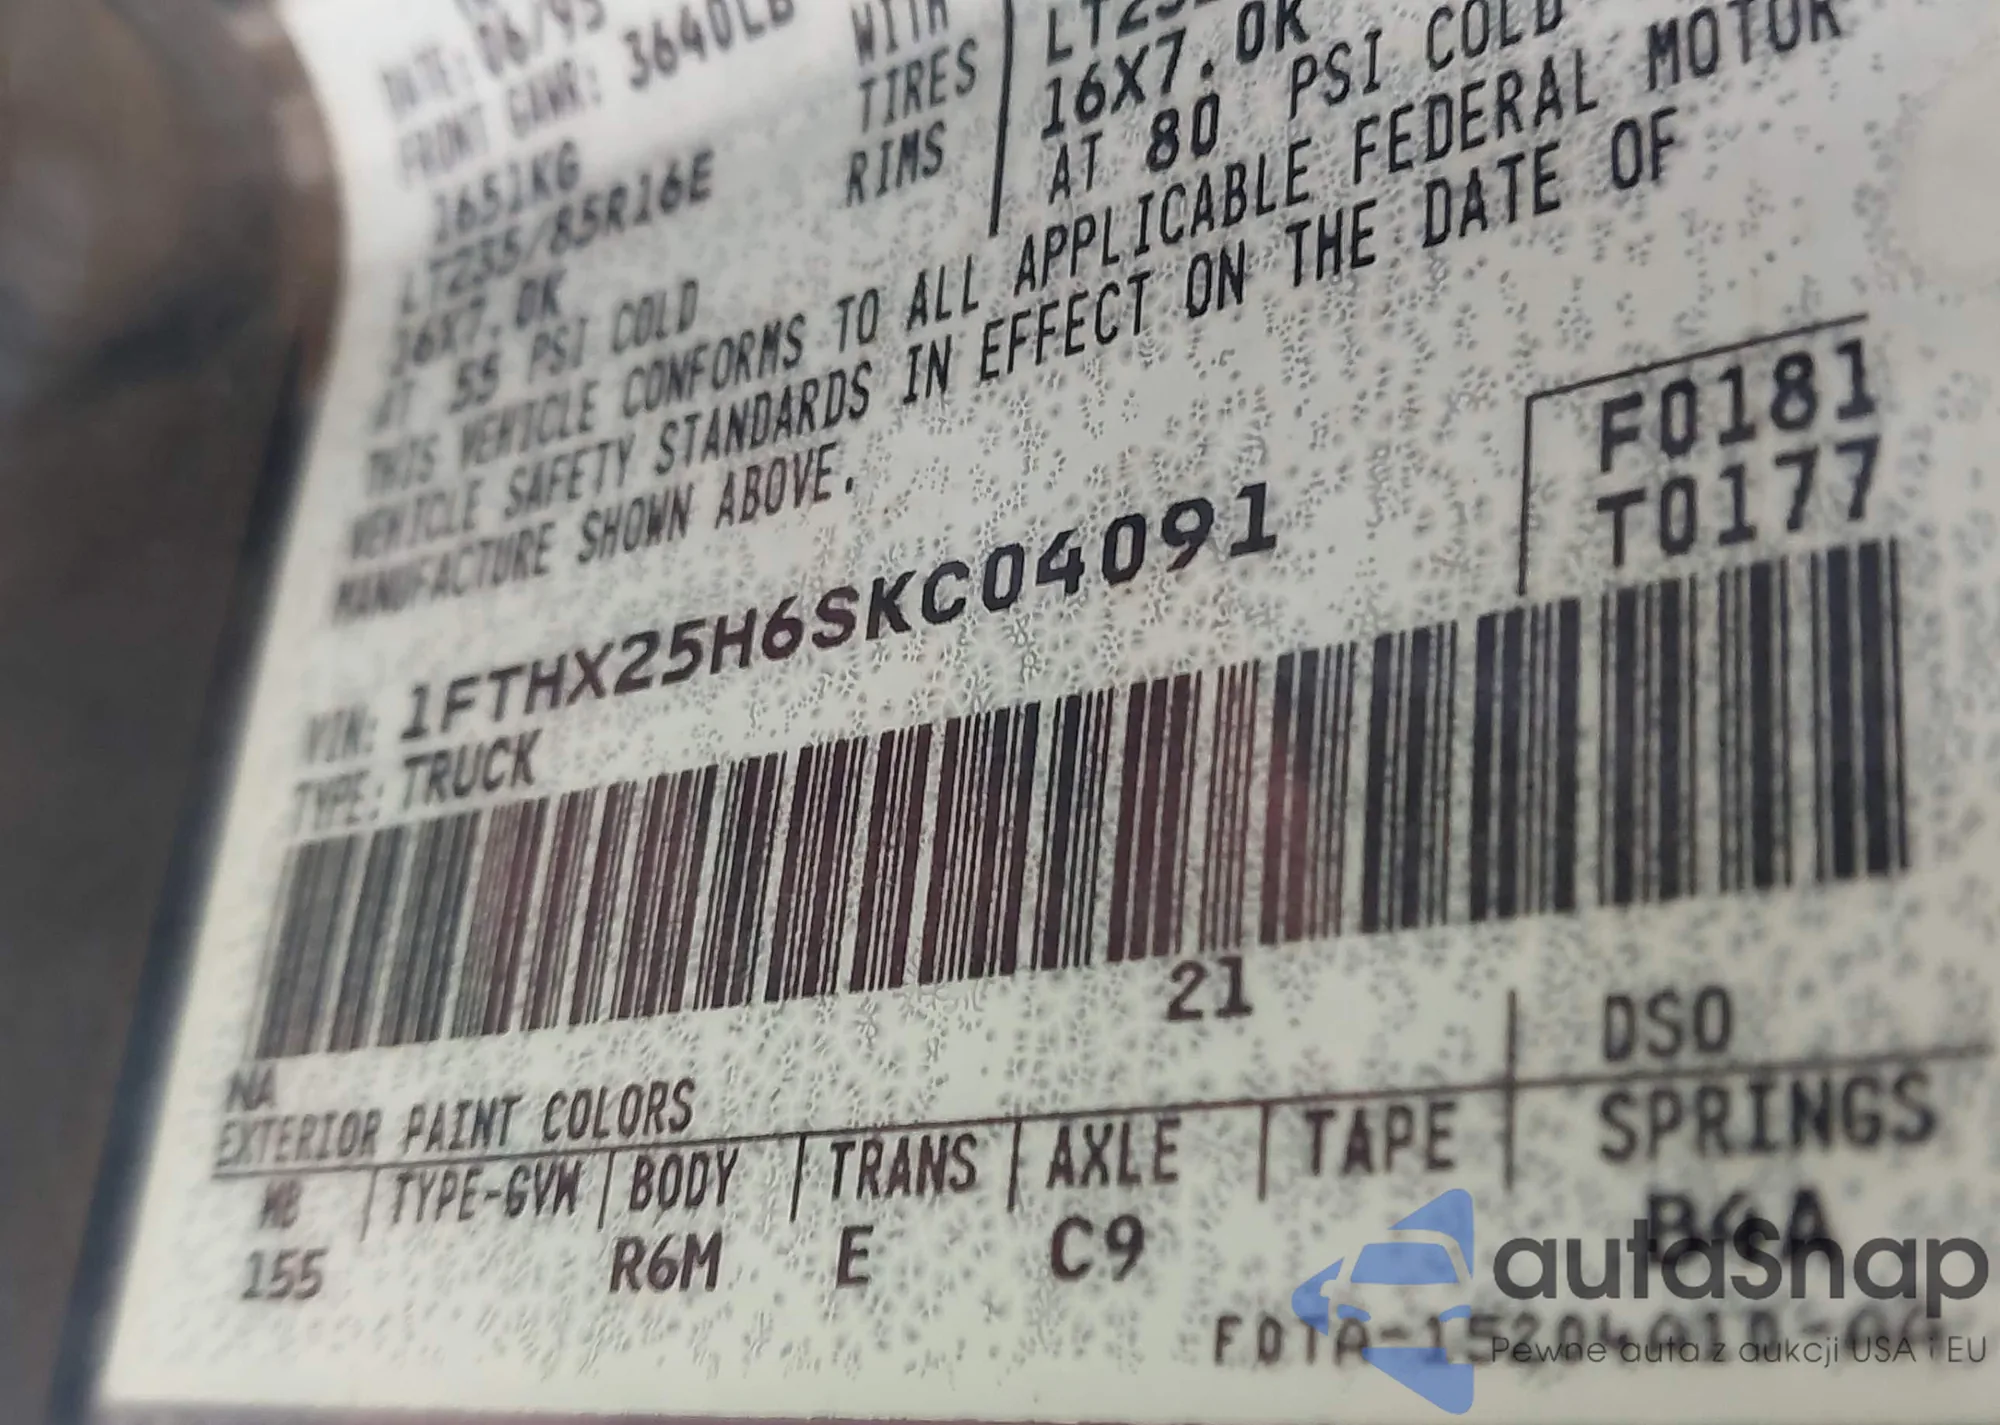 DATE: 06/95
FRONT GAWR: 3640LB
1651KG
LT235/85R16E
16X7.0K
AT 55 PSI COLD
WITH
TIRES
RIMS
16X7.0K
AT 80 PSI COLD
THIS VEHICLE CONFORMS TO ALL APPLICABLE FEDERAL MOTOR
VEHICLE SAFETY STANDARDS IN EFFECT ON THE DATE OF
MANUFACTURE SHOWN ABOVE.
F0181
T0177
VIN: 1FTHX25H6SKC04091
TYPE: TRUCK
21
NA
EXTERIOR PAINT COLORS
DSO
WB
TYPE-GVW
BODY
TRANS
AXLE
TAPE
SPRINGS
155
R6M
E
C9
B4A
autaSnap
Pewne auta z aukcji USA i EU